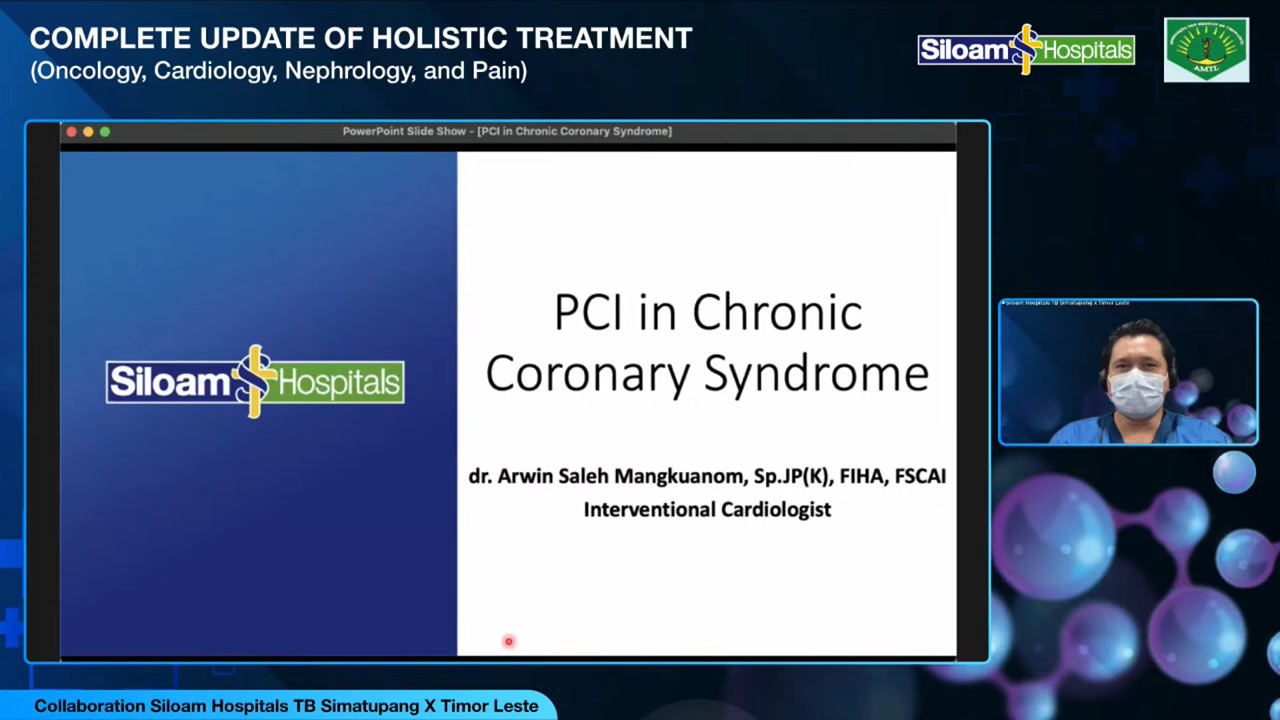 COMPLETE UPDATE OF HOLISTIC TREATMENT
(Oncology, Cardiology, Nephrology, and Pain)
Siloam Hospitals
AMTL
PowerPoint Slide Show - [PCI in Chronic Coronary Syndrome]
Siloam Hospitals
PCI in Chronic
Coronary Syndrome
dr. Arwin Saleh Mangkuanom, Sp.JP(K), FIHA, FSCAI
Interventional Cardiologist
Siloam Hospitals TB Simatupang x Timor Leste
Collaboration Siloam Hospitals TB Simatupang X Timor Leste